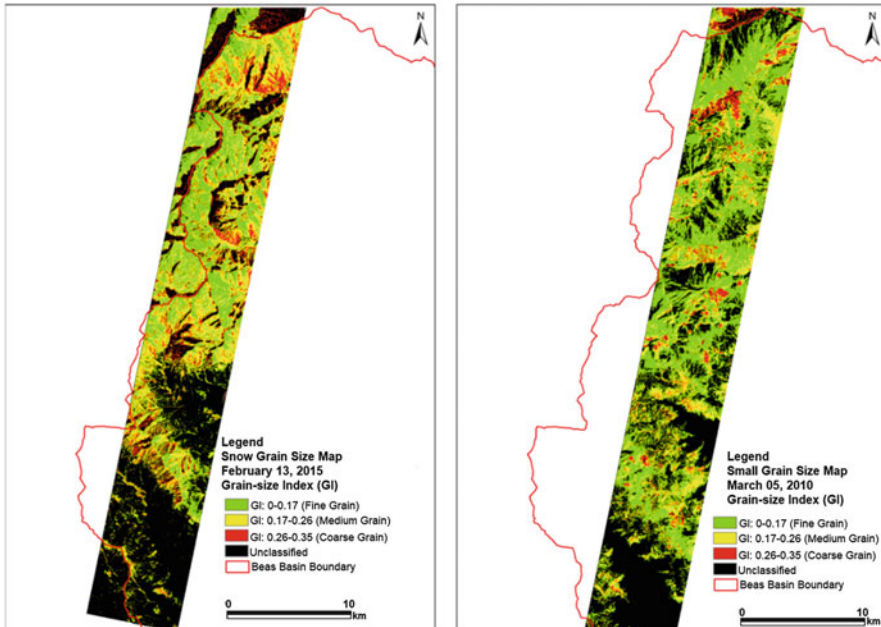 N
Legend
Snow Grain Size Map
February 13, 2015
Grain-size Index (GI)
GI: 0-0.17 (Fine Grain)
GI: 0.17-0.26 (Medium Grain)
GI: 0.26-0.35 (Coarse Grain)
Unclassified
Beas Basin Boundary
0 10
km
N
Legend
Small Grain Size Map
March 05, 2010
Grain-size Index (GI)
GI: 0-0.17 (Fine Grain)
GI: 0.17-0.26 (Medium Grain)
GI: 0.26-0.35 (Coarse Grain)
Unclassified
Beas Basin Boundary
0 10
km